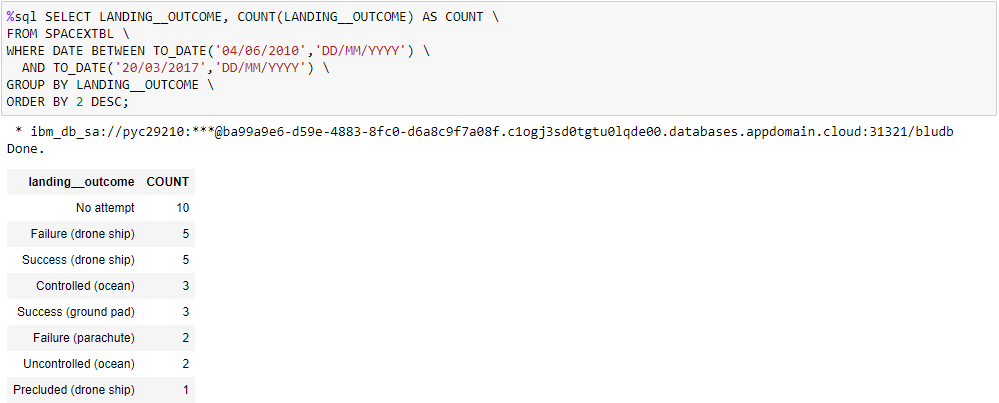 %sql SELECT LANDING__OUTCOME, COUNT(LANDING__OUTCOME) AS COUNT \
FROM SPACEXTBL \
WHERE DATE BETWEEN TO_DATE('04/06/2010','DD/MM/YYYY') \
  AND TO_DATE('20/03/2017','DD/MM/YYYY') \
GROUP BY LANDING__OUTCOME \
ORDER BY 2 DESC;
* ibm_db_sa://pyc29210:***@ba99a9e6-d59e-4883-8fc0-d6a8c9f7a08f.c1ogj3sd0tgtu0lqde00.databases.appdomain.cloud:31321/bludb
Done.
landing__outcome COUNT
No attempt 10
Failure (drone ship) 5
Success (drone ship) 5
Controlled (ocean) 3
Success (ground pad) 3
Failure (parachute) 2
Uncontrolled (ocean) 2
Precluded (drone ship) 1